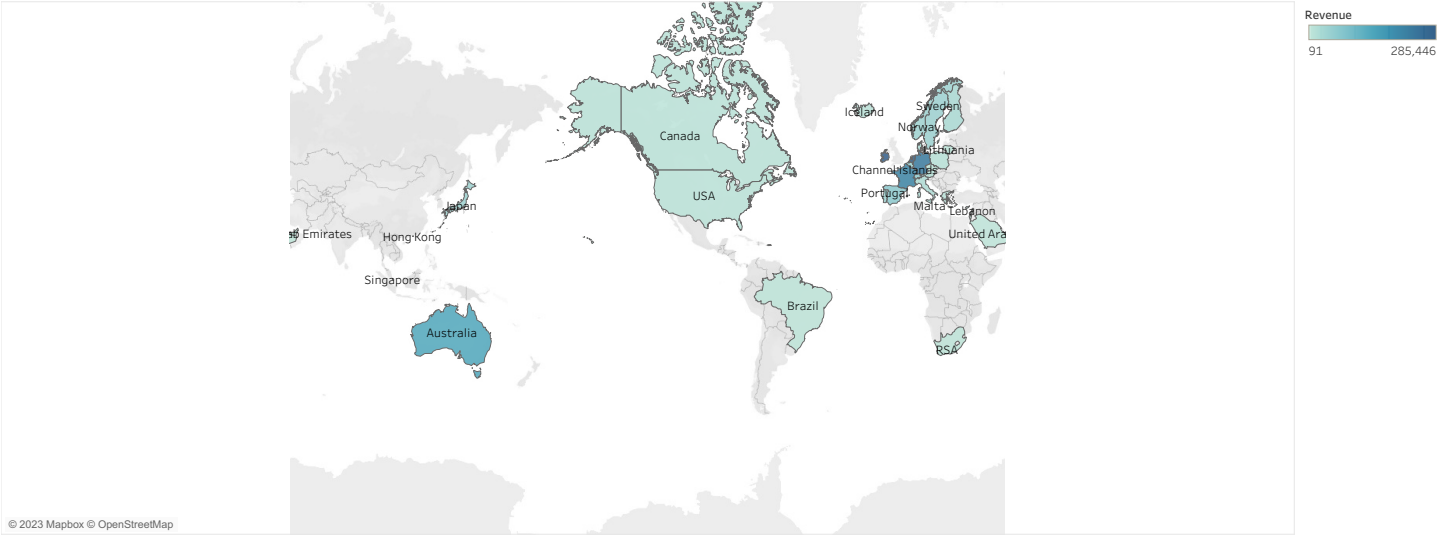 Revenue
91 285,446
Iceland
Sweden
Norway
Canada
Lithuania
Channel Islands
Portugal
USA
Malta
Japan
Lebanon
ab Emirates
Hong Kong
United Ara
Singapore
Brazil
Australia
RSA
© 2023 Mapbox © OpenStreetMap